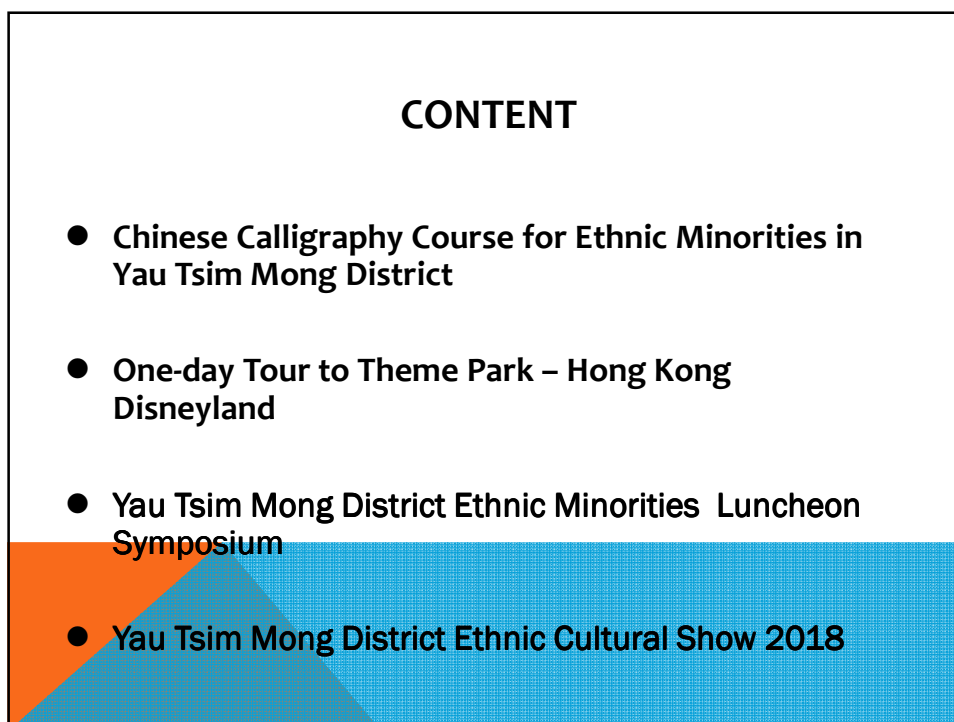 CONTENT
● Chinese Calligraphy Course for Ethnic Minorities in
Yau Tsim Mong District
● One-day Tour to Theme Park – Hong Kong
Disneyland
● Yau Tsim Mong District Ethnic Minorities  Luncheon
Symposium
● Yau Tsim Mong District Ethnic Cultural Show 2018